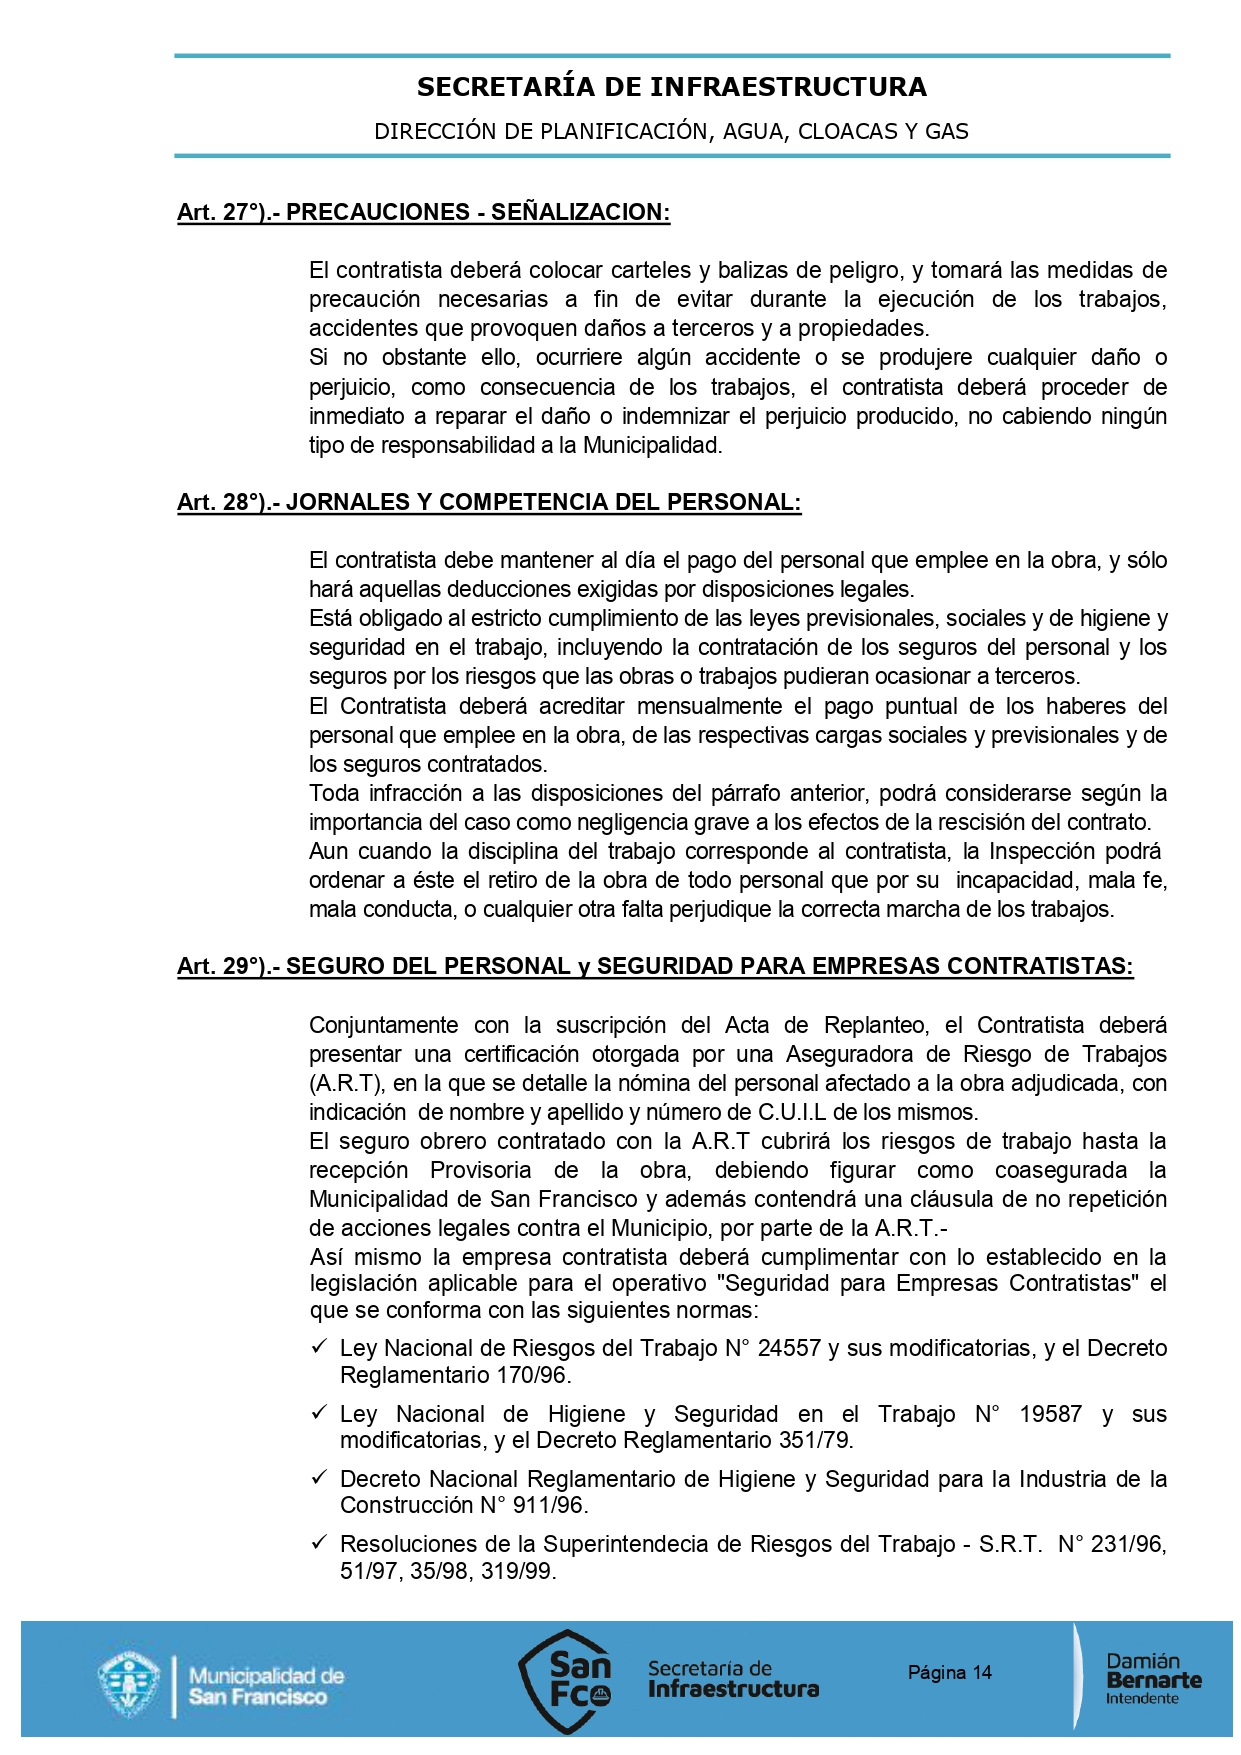 SECRETARÍA DE INFRAESTRUCTURA
DIRECCIÓN DE PLANIFICACIÓN, AGUA, CLOACAS Y GAS
Art. 27°).- PRECAUCIONES - SEÑALIZACION:
El contratista deberá colocar carteles y balizas de peligro, y tomará las medidas de
precaución necesarias a fin de evitar durante la ejecución de los trabajos,
accidentes que provoquen daños a terceros y a propiedades.
Si no obstante ello, ocurriere algún accidente o se produjere cualquier daño o
perjuicio, como consecuencia de los trabajos, el contratista deberá proceder de
inmediato a reparar el daño o indemnizar el perjuicio producido, no cabiendo ningún
tipo de responsabilidad a la Municipalidad.
Art. 28°).- JORNALES Y COMPETENCIA DEL PERSONAL:
El contratista debe mantener al día el pago del personal que emplee en la obra, y sólo
hará aquellas deducciones exigidas por disposiciones legales.
Está obligado al estricto cumplimiento de las leyes previsionales, sociales y de higiene y
seguridad en el trabajo, incluyendo la contratación de los seguros del personal y los
seguros por los riesgos que las obras o trabajos pudieran ocasionar a terceros.
El Contratista deberá acreditar mensualmente el pago puntual de los haberes del
personal que emplee en la obra, de las respectivas cargas sociales y previsionales y de
los seguros contratados.
Toda infracción a las disposiciones del párrafo anterior, podrá considerarse según la
importancia del caso como negligencia grave a los efectos de la rescisión del contrato.
Aun cuando la disciplina del trabajo corresponde al contratista, la Inspección podrá
ordenar a éste el retiro de la obra de todo personal que por su incapacidad, mala fe,
mala conducta, o cualquier otra falta perjudique la correcta marcha de los trabajos.
Art. 29°).- SEGURO DEL PERSONAL y SEGURIDAD PARA EMPRESAS CONTRATISTAS:
Conjuntamente con la suscripción del Acta de Replanteo, el Contratista deberá
presentar una certificación otorgada por una Aseguradora de Riesgo de Trabajos
(A.R.T), en la que se detalle la nómina del personal afectado a la obra adjudicada, con
indicación de nombre y apellido y número de C.U.I.L de los mismos.
El seguro obrero contratado con la A.R.T cubrirá los riesgos de trabajo hasta la
recepción Provisoria de la obra, debiendo figurar como coasegurada la
Municipalidad de San Francisco y además contendrá una cláusula de no repetición
de acciones legales contra el Municipio, por parte de la A.R.T.-
Así mismo la empresa contratista deberá cumplimentar con lo establecido en la
legislación aplicable para el operativo "Seguridad para Empresas Contratistas" el
que se conforma con las siguientes normas:
✓ Ley Nacional de Riesgos del Trabajo N° 24557 y sus modificatorias, y el Decreto
Reglamentario 170/96.
✓ Ley Nacional de Higiene y Seguridad en el Trabajo N° 19587 y sus
modificatorias, y el Decreto Reglamentario 351/79.
✓ Decreto Nacional Reglamentario de Higiene y Seguridad para la Industria de la
Construcción N° 911/96.
✓ Resoluciones de la Superintendecia de Riesgos del Trabajo - S.R.T. N° 231/96,
51/97, 35/98, 319/99.
Municipalidad de
San Francisco
San
Fco
Secretaría de
Infraestructura
Página 14
Damián
Bernarte
Intendente